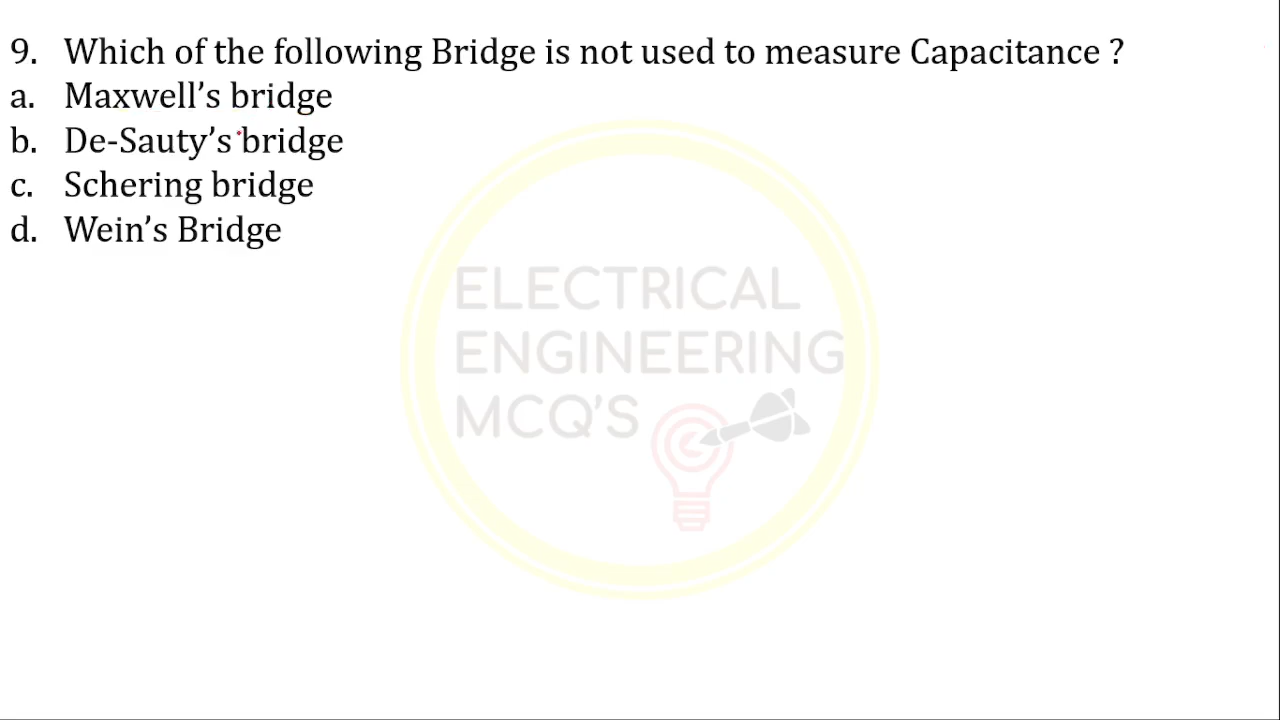 9. Which of the following Bridge is not used to measure Capacitance ?
a. Maxwell’s bridge
b. De-Sauty’s bridge
c. Schering bridge
d. Wein’s Bridge
ELECTRICAL
ENGINEERING
MCQ’S